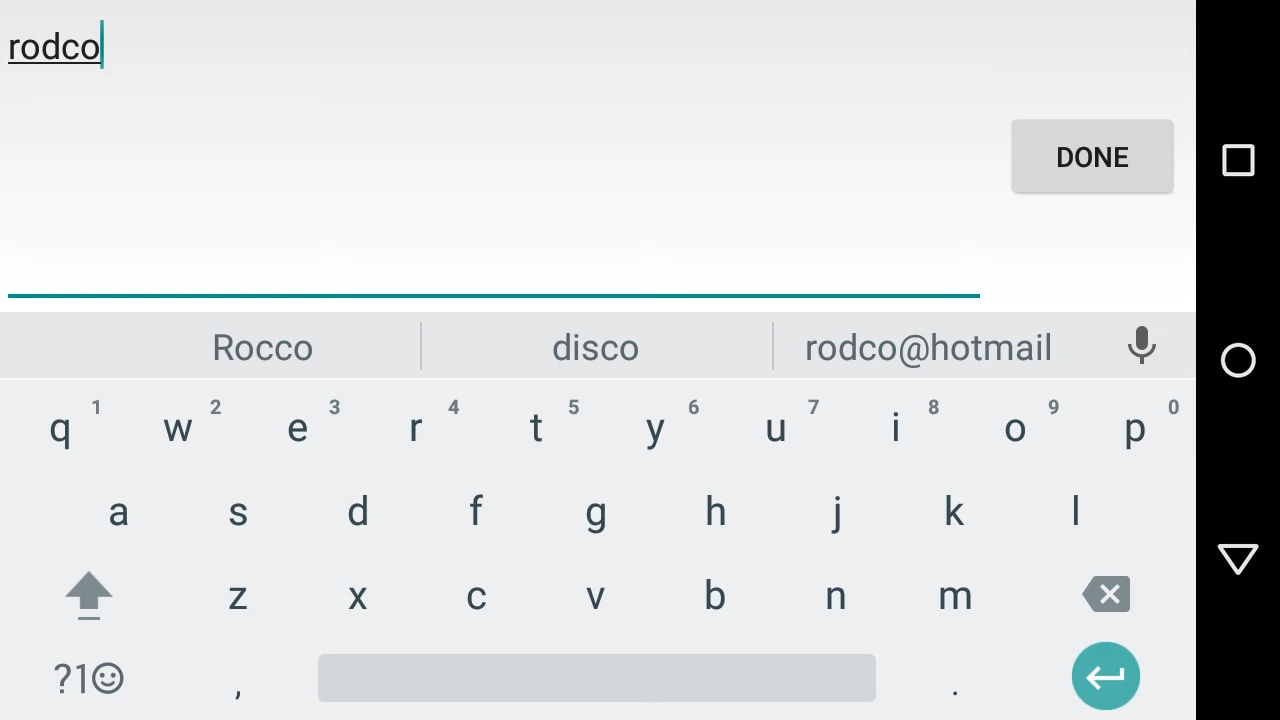 rodco
DONE
Rocco disco rodco@hotmail
q 1 w 2 e 3 r 4 t 5 y 6 u 7 i 8 o 9 p 0
a s d f g h j k l
z x c v b n m
?1☺ , .